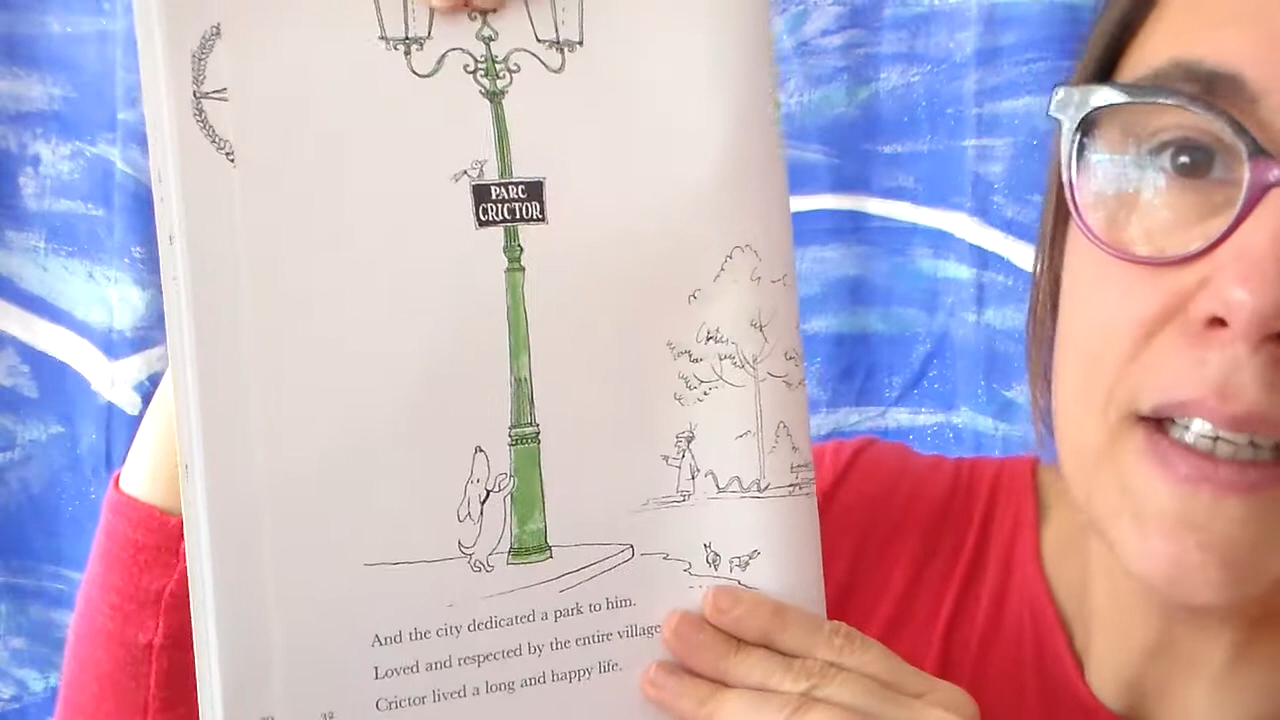 PARC
CRICTOR
And the city dedicated a park to him.
Loved and respected by the entire village
Crictor lived a long and happy life.
32